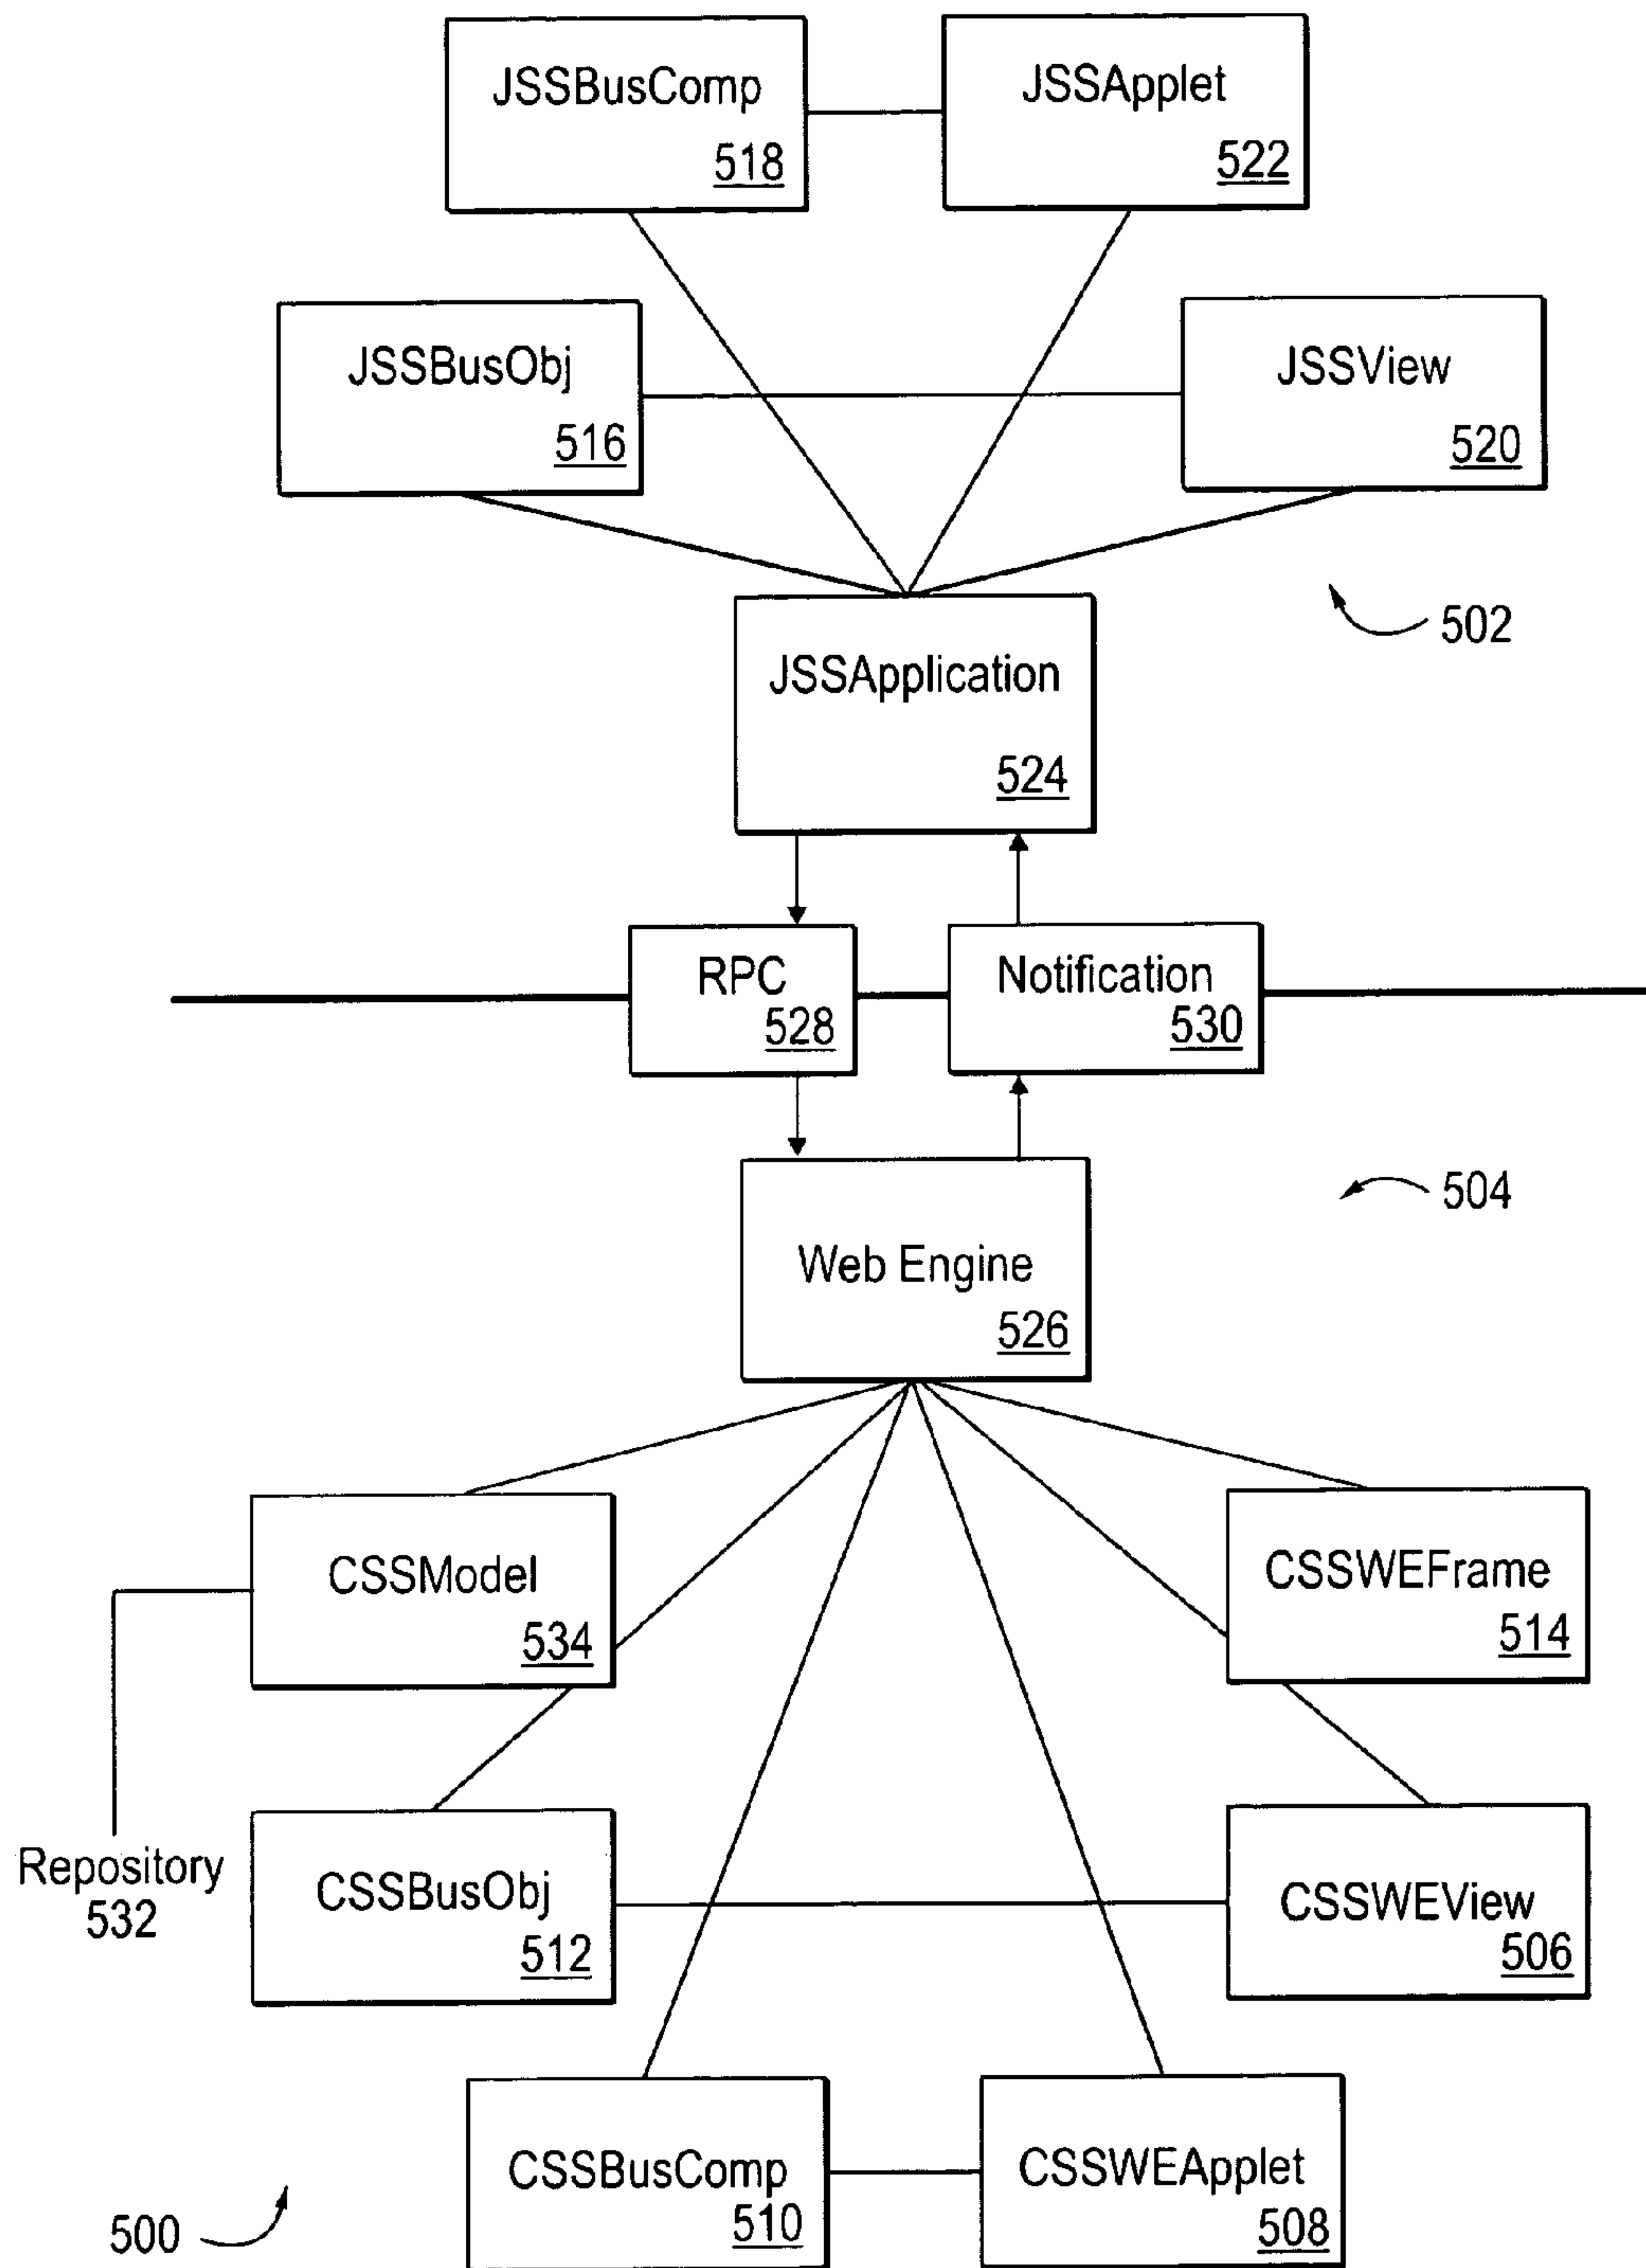 JSSBusComp
518
JSSApplet
522
JSSBusObj
516
JSSView
520
502
JSSApplication
524
RPC
528
Notification
530
504
Web Engine
526
CSSModel
534
CSSWEFrame
514
Repository
532
CSSBusObj
512
CSSWEView
506
CSSBusComp
510
CSSWEApplet
508
500